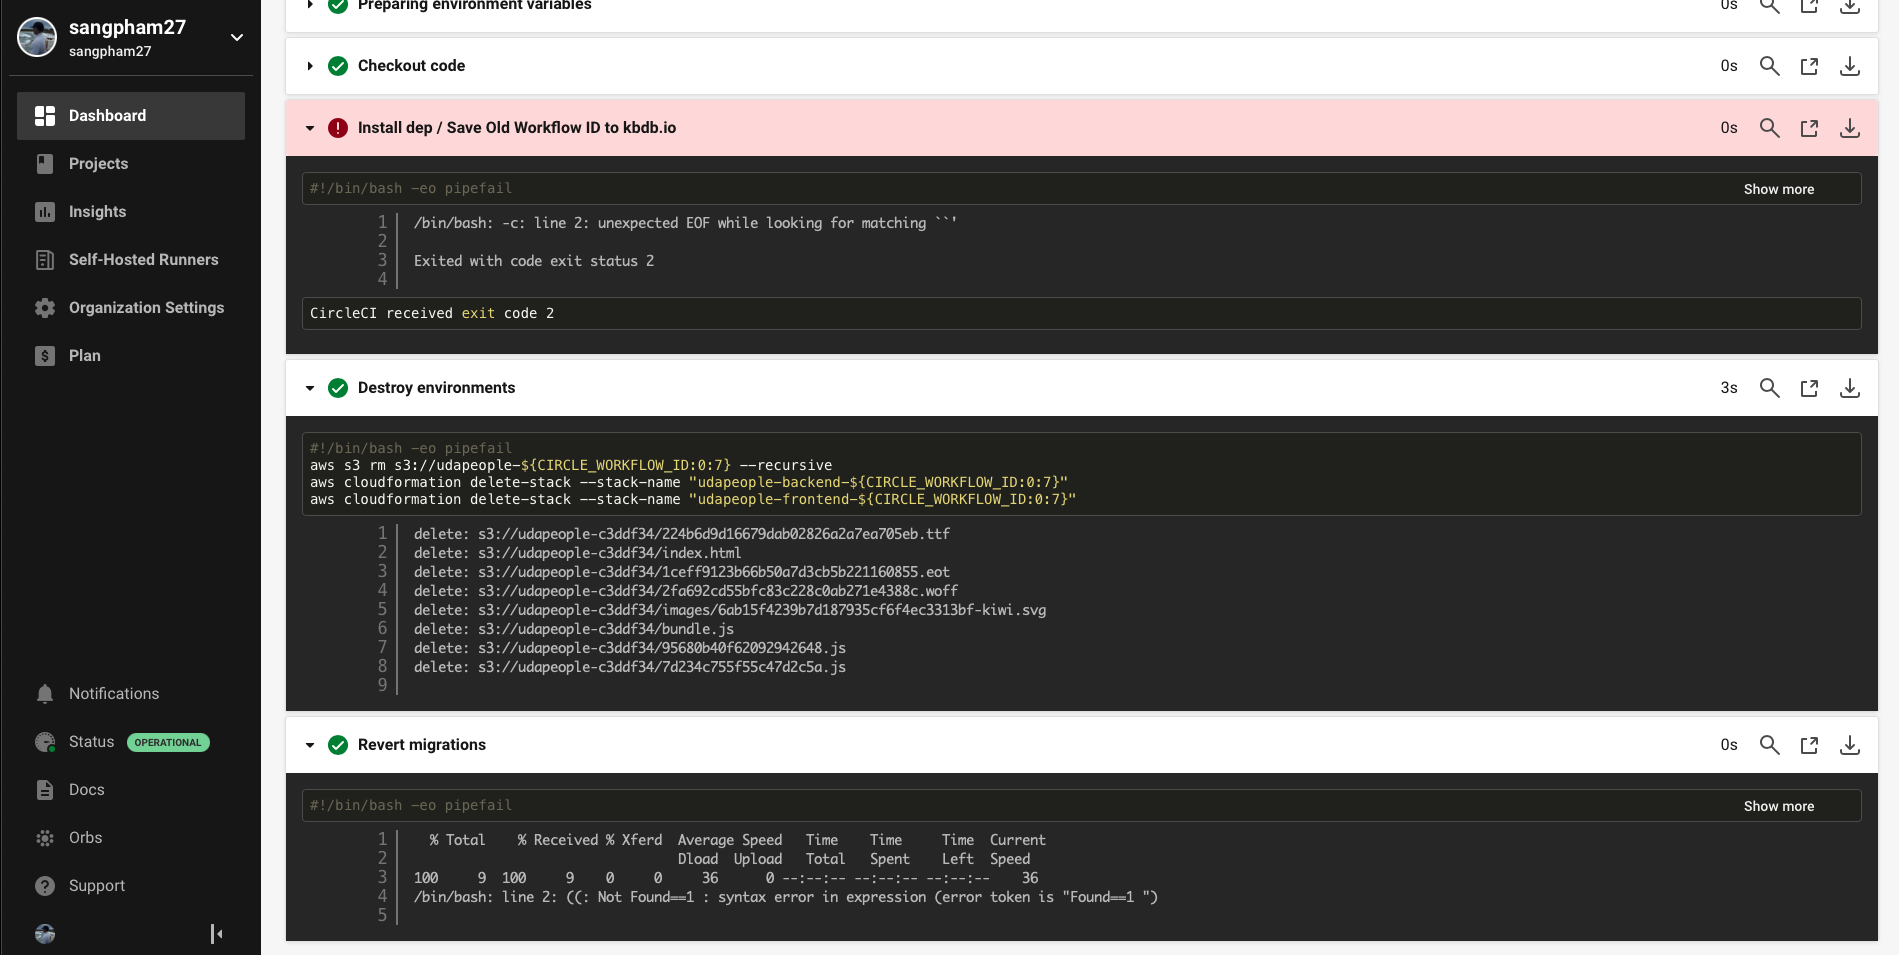 sangpham27
sangpham27
Dashboard
Projects
Insights
Self-Hosted Runners
Organization Settings
Plan
Notifications
Status OPERATIONAL
Docs
Orbs
Support
Preparing environment variables 0s
Checkout code 0s
Install dep / Save Old Workflow ID to kbdb.io 0s
#!/bin/bash -eo pipefail Show more
1 /bin/bash: -c: line 2: unexpected EOF while looking for matching ``'
2
3 Exited with code exit status 2
4
CircleCI received exit code 2
Destroy environments 3s
#!/bin/bash -eo pipefail
aws s3 rm s3://udapeople-${CIRCLE_WORKFLOW_ID:0:7} --recursive
aws cloudformation delete-stack --stack-name "udapeople-backend-${CIRCLE_WORKFLOW_ID:0:7}"
aws cloudformation delete-stack --stack-name "udapeople-frontend-${CIRCLE_WORKFLOW_ID:0:7}"
1 delete: s3://udapeople-c3ddf34/224b6d9d16679dab02826a2a7ea705eb.ttf
2 delete: s3://udapeople-c3ddf34/index.html
3 delete: s3://udapeople-c3ddf34/1ceff9123b66b50a7d3cb5b221160855.eot
4 delete: s3://udapeople-c3ddf34/2fa692cd55bfc83c228c0ab271e4388c.woff
5 delete: s3://udapeople-c3ddf34/images/6ab15f4239b7d187935cf6f4ec3313bf-kiwi.svg
6 delete: s3://udapeople-c3ddf34/bundle.js
7 delete: s3://udapeople-c3ddf34/95680b40f62092942648.js
8 delete: s3://udapeople-c3ddf34/7d234c755f55c47d2c5a.js
9
Revert migrations 0s
#!/bin/bash -eo pipefail Show more
1 % Total % Received % Xferd Average Speed Time Time Time Current
2 Dload Upload Total Spent Left Speed
3 100 9 100 9 0 0 36 0 --:--:-- --:--:-- --:--:-- 36
4 /bin/bash: line 2: ((: Not Found==1 : syntax error in expression (error token is "Found==1 ")
5